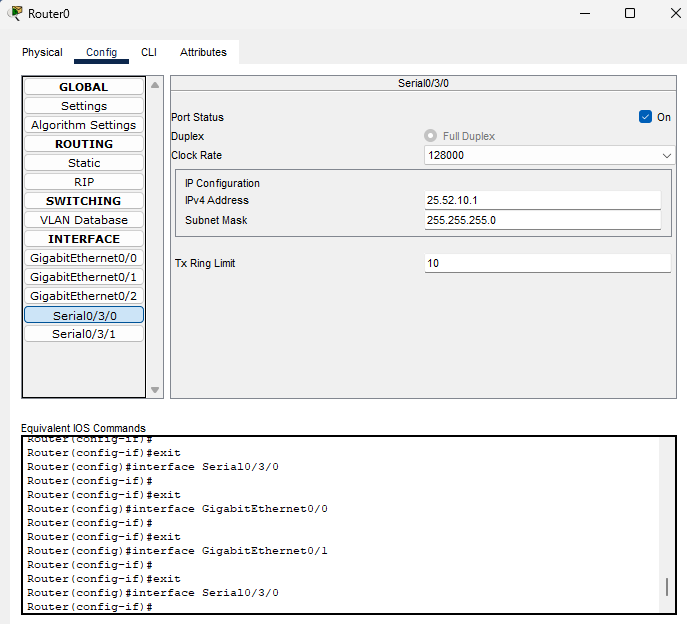 Router0
Physical Config CLI Attributes
GLOBAL
Settings
Algorithm Settings
ROUTING
Static
RIP
SWITCHING
VLAN Database
INTERFACE
GigabitEthernet0/0
GigabitEthernet0/1
GigabitEthernet0/2
Serial0/3/0
Serial0/3/1
Serial0/3/0
Port Status On
Duplex Full Duplex
Clock Rate 128000
IP Configuration
IPv4 Address 25.52.10.1
Subnet Mask 255.255.255.0
Tx Ring Limit 10
Equivalent IOS Commands
Router(config-if)#
Router(config-if)#exit
Router(config)#interface Serial0/3/0
Router(config-if)#
Router(config-if)#exit
Router(config)#interface GigabitEthernet0/0
Router(config-if)#
Router(config-if)#exit
Router(config)#interface GigabitEthernet0/1
Router(config-if)#
Router(config-if)#exit
Router(config)#interface Serial0/3/0
Router(config-if)#